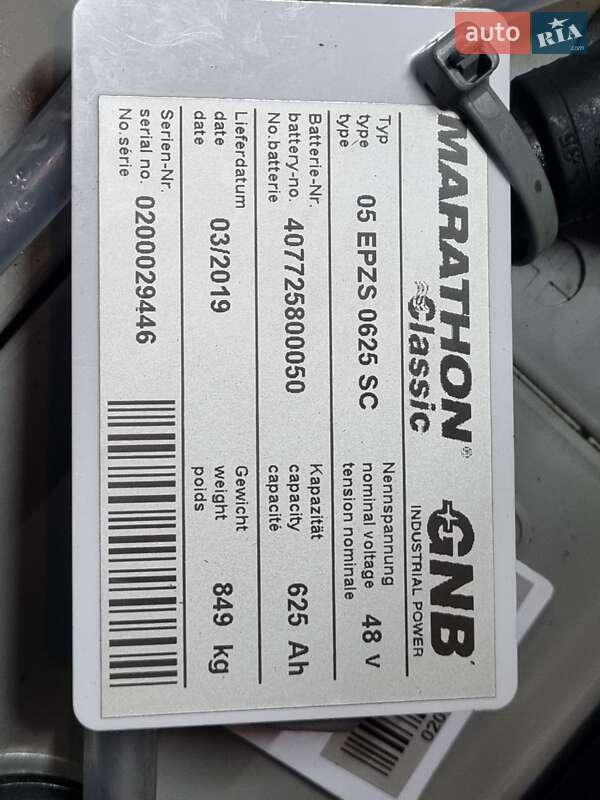 auto RIA.com
MARATHON®
Classic
GNB®
INDUSTRIAL POWER
Typ
type
type
05 EPZS 0625 SC
Nennspannung
nominal voltage
tension nominale
48 V
Batterie-Nr.
battery-no.
No.batterie
407725800050
Kapazität
capacity
capacité
625 Ah
Lieferdatum
date
date
03/2019
Gewicht
weight
poids
849 kg
Serien-Nr.
serial no.
No.série
0200029446